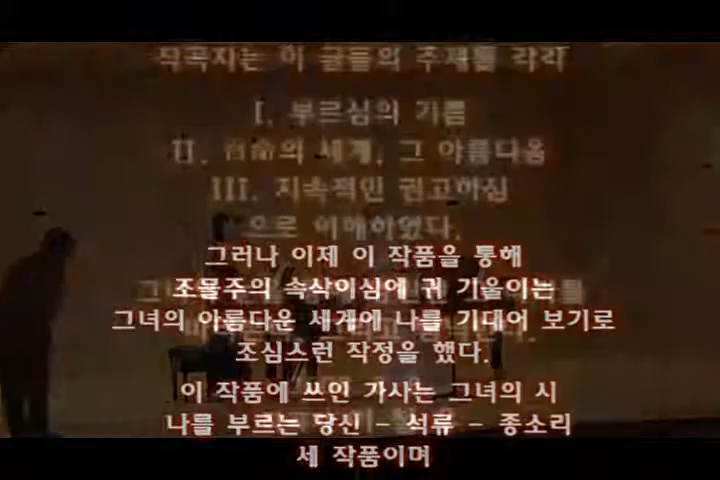 작곡자는 이 글들의 주제를 각각
I. 부르심의 기쁨
II. 의 세계, 그 아름다움
III. 지속적인 권고하심
으로 이해하였다.
그러나 이제 이 작품을 통해
조물주의 속삭이심에 귀 기울이는
그녀의 아름다운 세계에 나를 기대어 보기로
조심스런 작정을 했다.
이 작품에 쓰인 가사는 그녀의 시
나를 부르는 당신 - 석류 - 종소리
세 작품이며